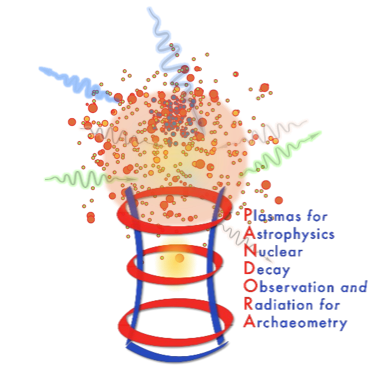 Plasmas for
Astrophysics
Nuclear
Decay
Observation and
Radiation for
Archaeometry